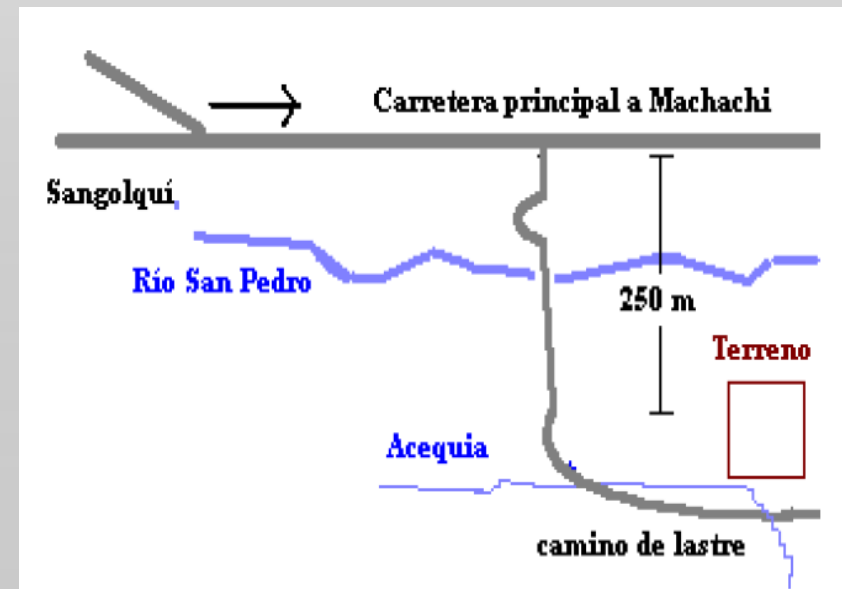 Carretera principal a Machachi
Sangolquí
Río San Pedro
250 m
Terreno
Acequia
camino de lastre